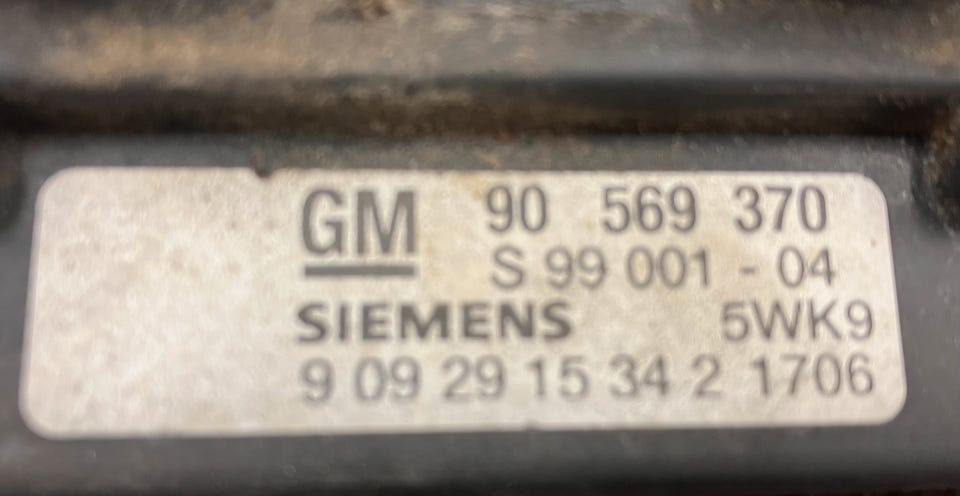 GM 90 569 370
S 99 001 - 04
SIEMENS 5WK9
9 09 29 15 34 2 1706